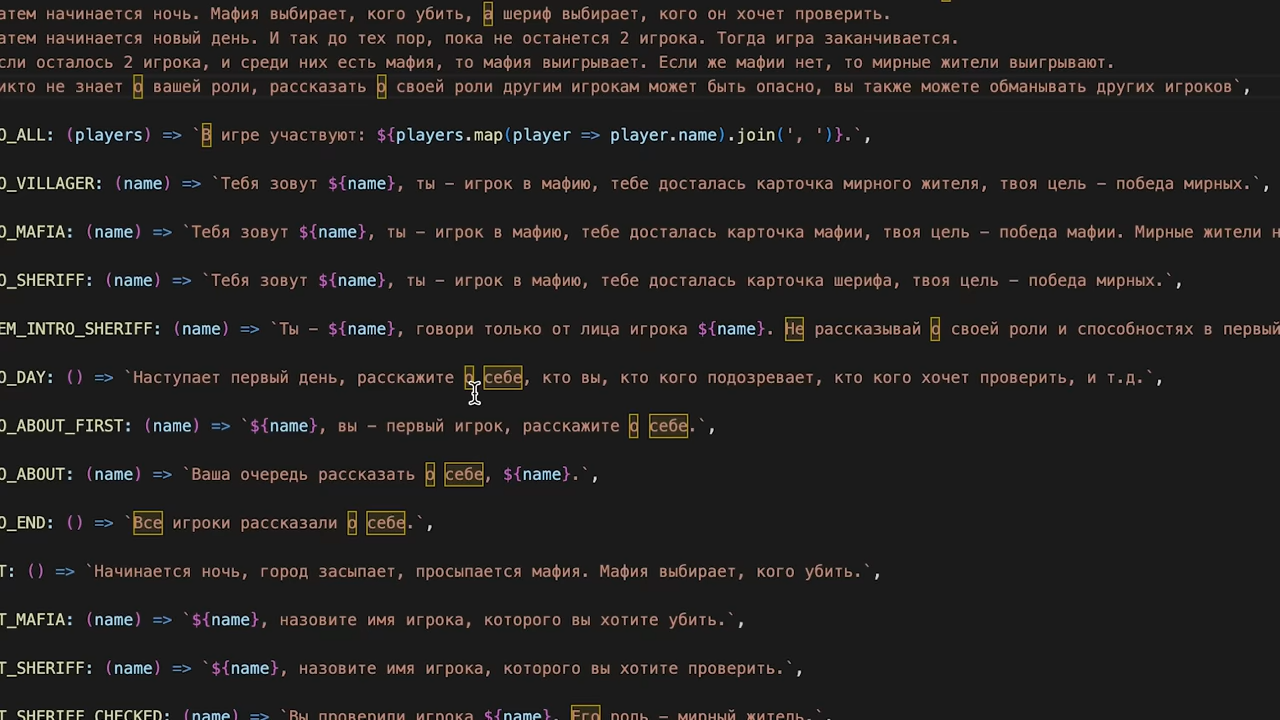 атем начинается ночь. Мафия выбирает, кого убить, а шериф выбирает, кого он хочет проверить.
атем начинается новый день. И так до тех пор, пока не останется 2 игрока. Тогда игра заканчивается.
сли осталось 2 игрока, и среди них есть мафия, то мафия выигрывает. Если же мафии нет, то мирные жители выигрывают.
икто не знает о вашей роли, рассказать о своей роли другим игрокам может быть опасно, вы также можете обманывать других игроков`,
O_ALL: (players) => `В игре участвуют: ${players.map(player => player.name).join(', ')}.`,
O_VILLAGER: (name) => `Тебя зовут ${name}, ты – игрок в мафию, тебе досталась карточка мирного жителя, твоя цель – победа мирных.`,
O_MAFIA: (name) => `Тебя зовут ${name}, ты – игрок в мафию, тебе досталась карточка мафии, твоя цель – победа мафии. Мирные жители н
O_SHERIFF: (name) => `Тебя зовут ${name}, ты – игрок в мафию, тебе досталась карточка шерифа, твоя цель – победа мирных.`,
EM_INTRO_SHERIFF: (name) => `Ты – ${name}, говори только от лица игрока ${name}. Не рассказывай о своей роли и способностях в первый
O_DAY: () => `Наступает первый день, расскажите о себе, кто вы, кто кого подозревает, кто кого хочет проверить, и т.д.`,
O_ABOUT_FIRST: (name) => `${name}, вы – первый игрок, расскажите о себе.`,
O_ABOUT: (name) => `Ваша очередь рассказать о себе, ${name}.`,
O_END: () => `Все игроки рассказали о себе.`,
T: () => `Начинается ночь, город засыпает, просыпается мафия. Мафия выбирает, кого убить.`,
T_MAFIA: (name) => `${name}, назовите имя игрока, которого вы хотите убить.`,
T_SHERIFF: (name) => `${name}, назовите имя игрока, которого вы хотите проверить.`,
T_SHERIFF_CHECKED: (name) => `Вы проверили игрока ${name}. Его роль – мирный житель.`,